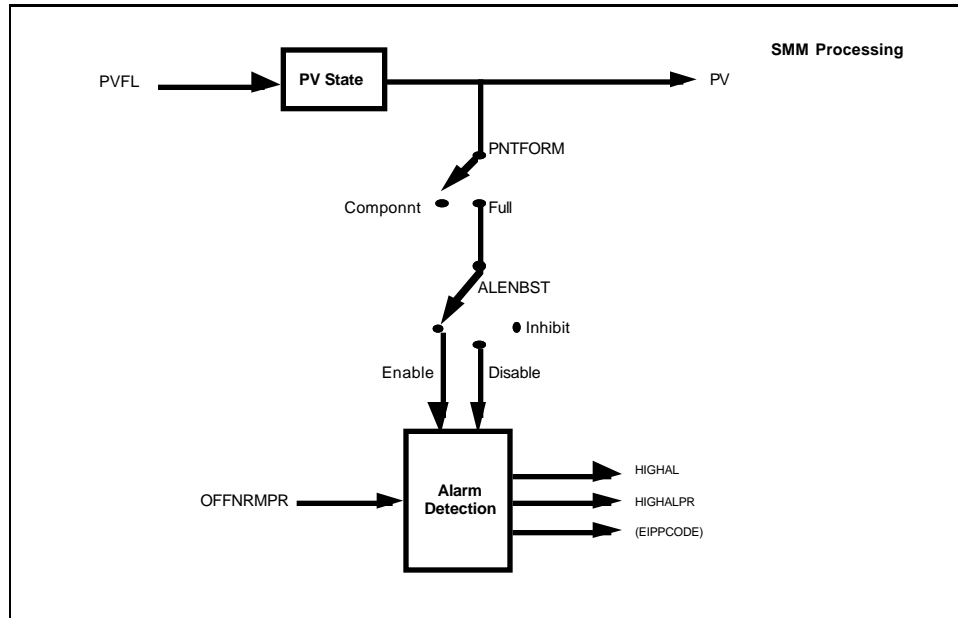 SMM Processing
PVFL
PV State
PV
PNTFORM
Componnt
Full
ALENBST
Inhibit
Enable
Disable
OFFNRMPR
Alarm
Detection
HIGHAL
HIGHALPR
(EIPPCODE)